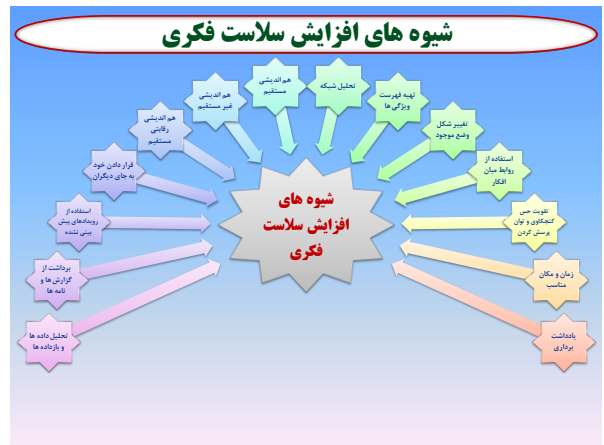 شیوه های افزایش سلاست فکری
یادداشت
برداری
زمان و مکان
مناسب
تقویت حس
کنجکاوی و توان
پرسش کردن
استفاده از
روابط میان
افکار
تغییر شکل
وضع موجود
تهیه فهرست
ویژگی ها
تحلیل شبکه
هم اندیشی
مستقیم
هم اندیشی
غیر مستقیم
هم اندیشی
رقابتی
مستقیم
قرار دادن خود
به جای دیگران
استفاده از
رویدادهای پیش
بینی نشده
برداشت از
گزارش ها و
نامه ها
تحلیل داده ها
و بازداده ها
شیوه های
افزایش سلاست
فکری